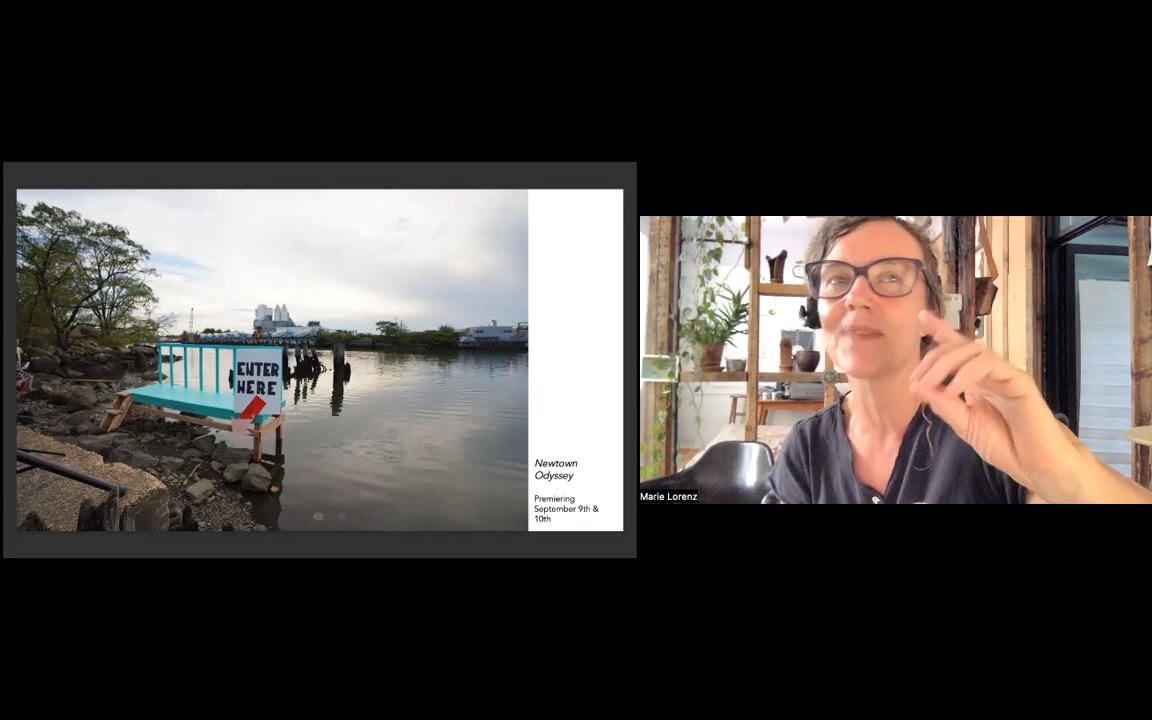 ENTER
HERE
Newtown
Odyssey
Premiering
September 9th &
10th
Marie Lorenz